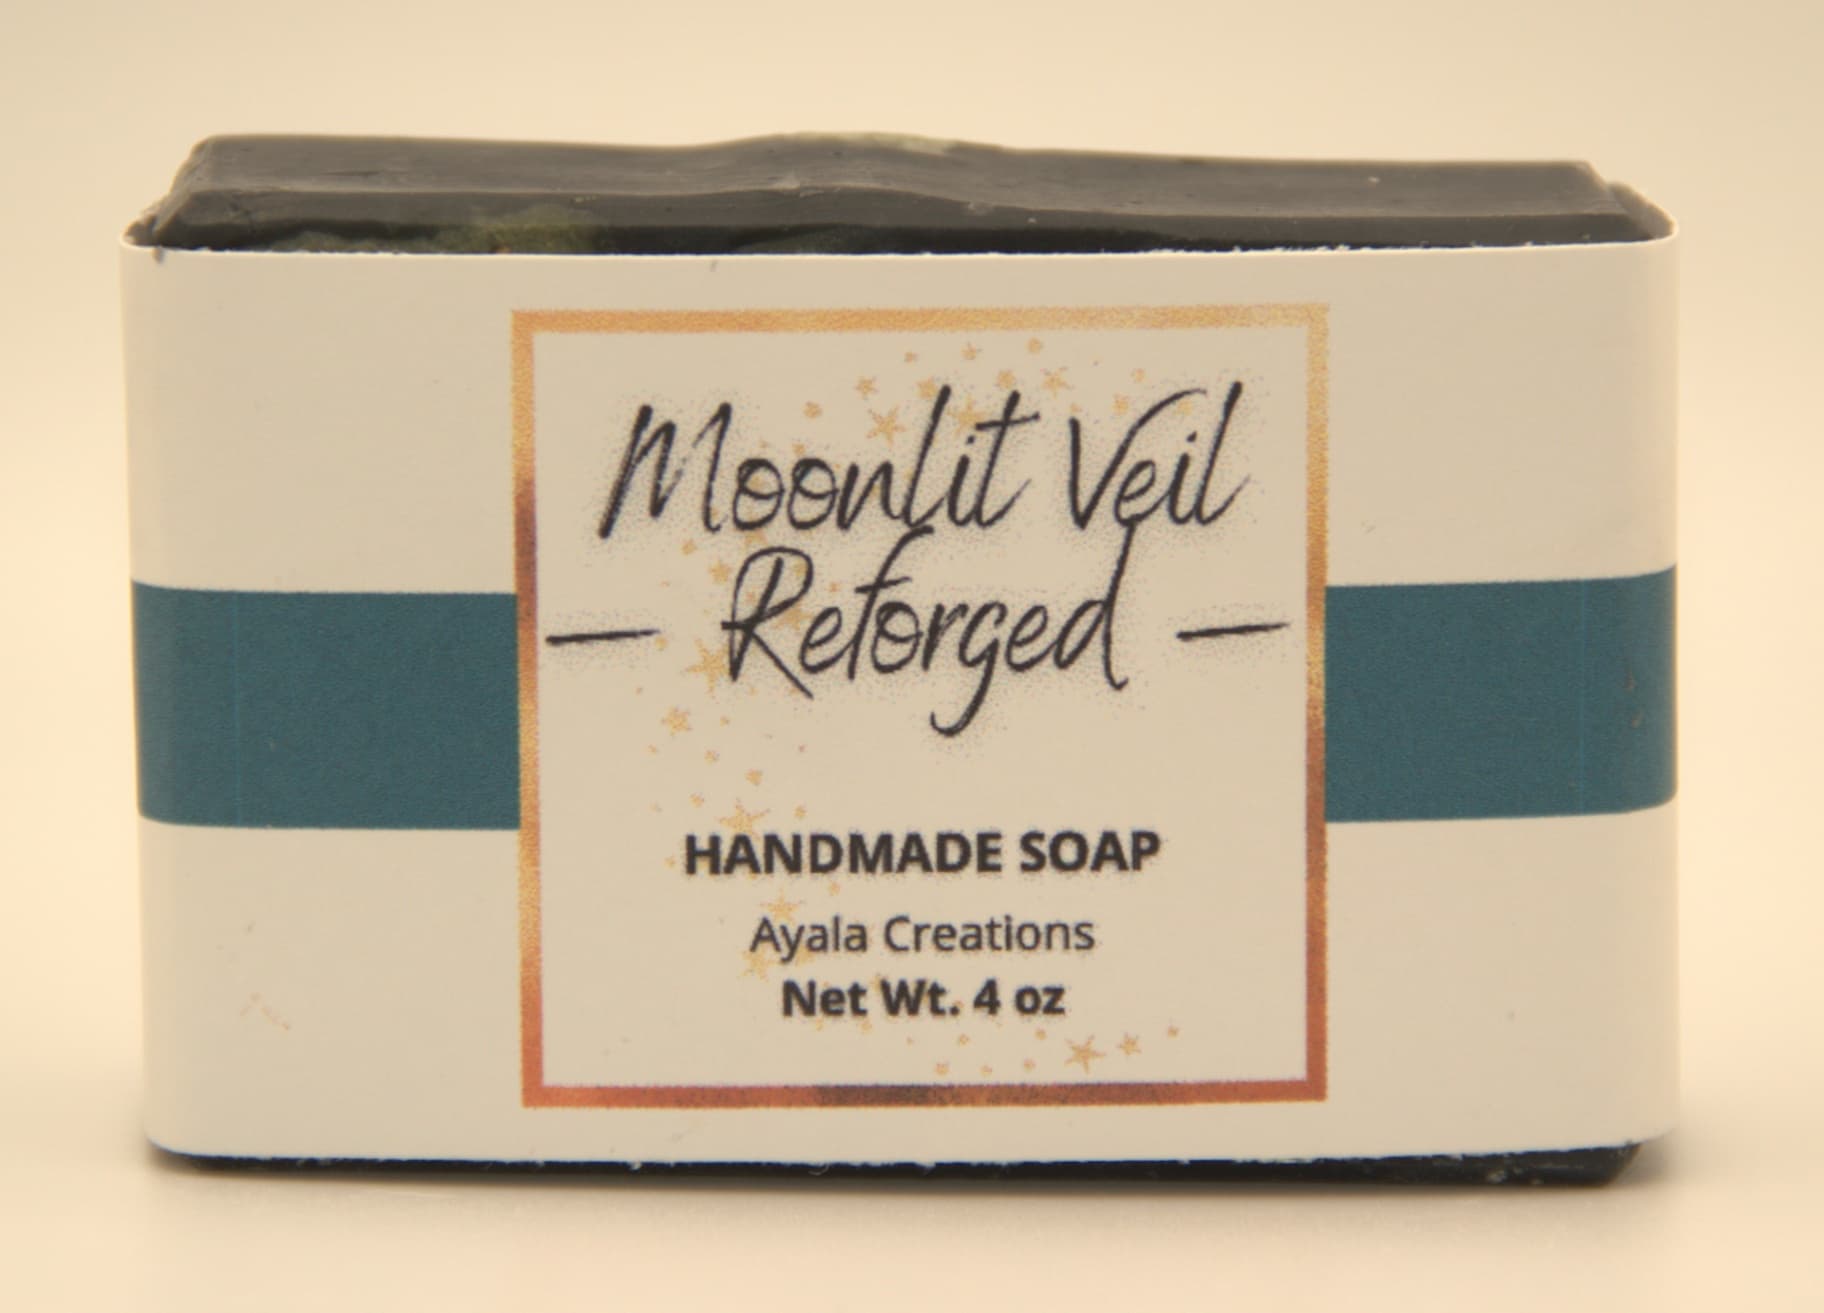 Moonlit Veil
— Reforged —
HANDMADE SOAP
Ayala Creations
Net Wt. 4 oz